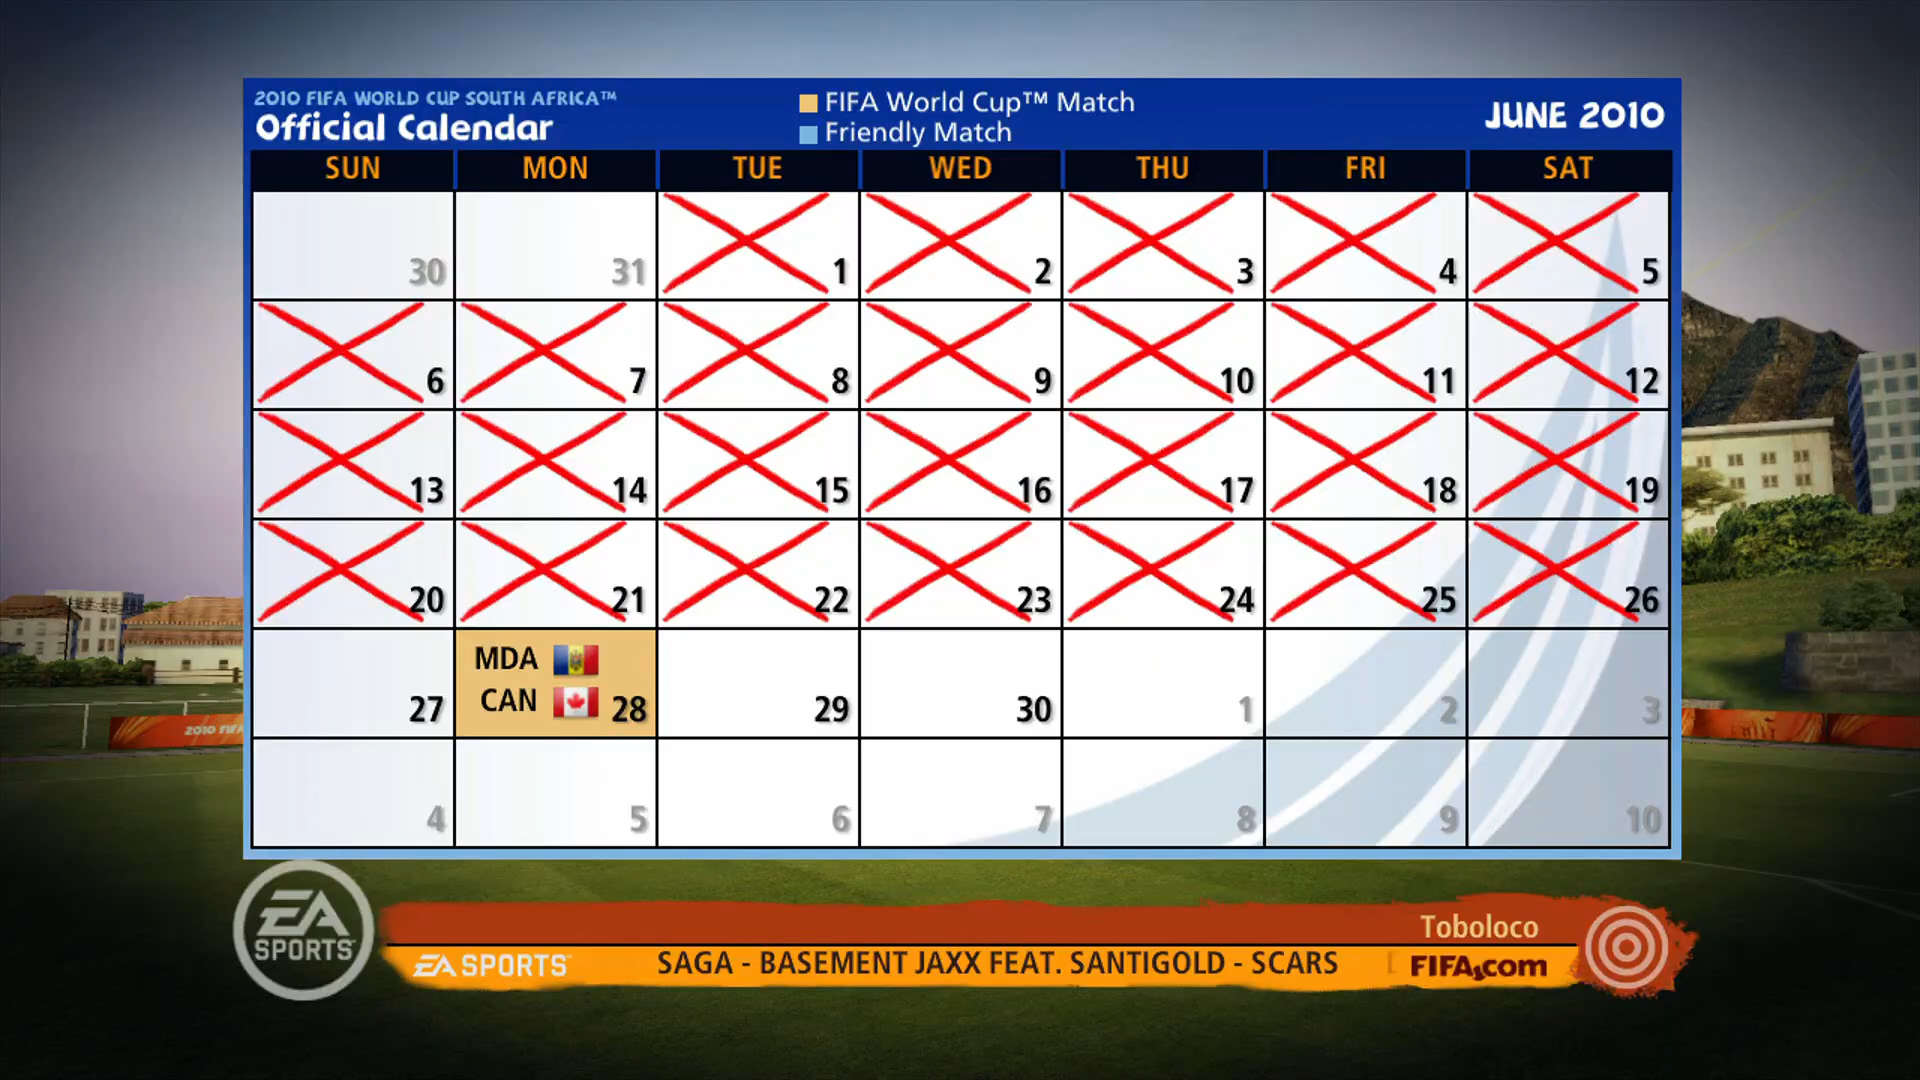 2010 FIFA WORLD CUP SOUTH AFRICA™
Official Calendar
FIFA World Cup™ Match
Friendly Match
JUNE 2010
SUN MON TUE WED THU FRI SAT
30 31 1 2 3 4 5
6 7 8 9 10 11 12
13 14 15 16 17 18 19
20 21 22 23 24 25 26
MDA
CAN
27 28 29 30 1 2 3
4 5 6 7 8 9 10
2010 FIFA
EA
SPORTS™
Toboloco
EA SPORTS™
SAGA - BASEMENT JAXX FEAT. SANTIGOLD - SCARS
FIFA.com